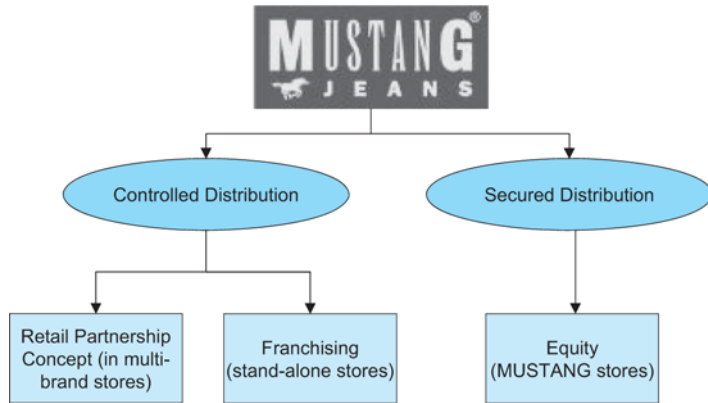 MUSTANG®
JEANS
Controlled Distribution
Secured Distribution
Retail Partnership
Concept (in multi-
brand stores)
Franchising
(stand-alone stores)
Equity
(MUSTANG stores)